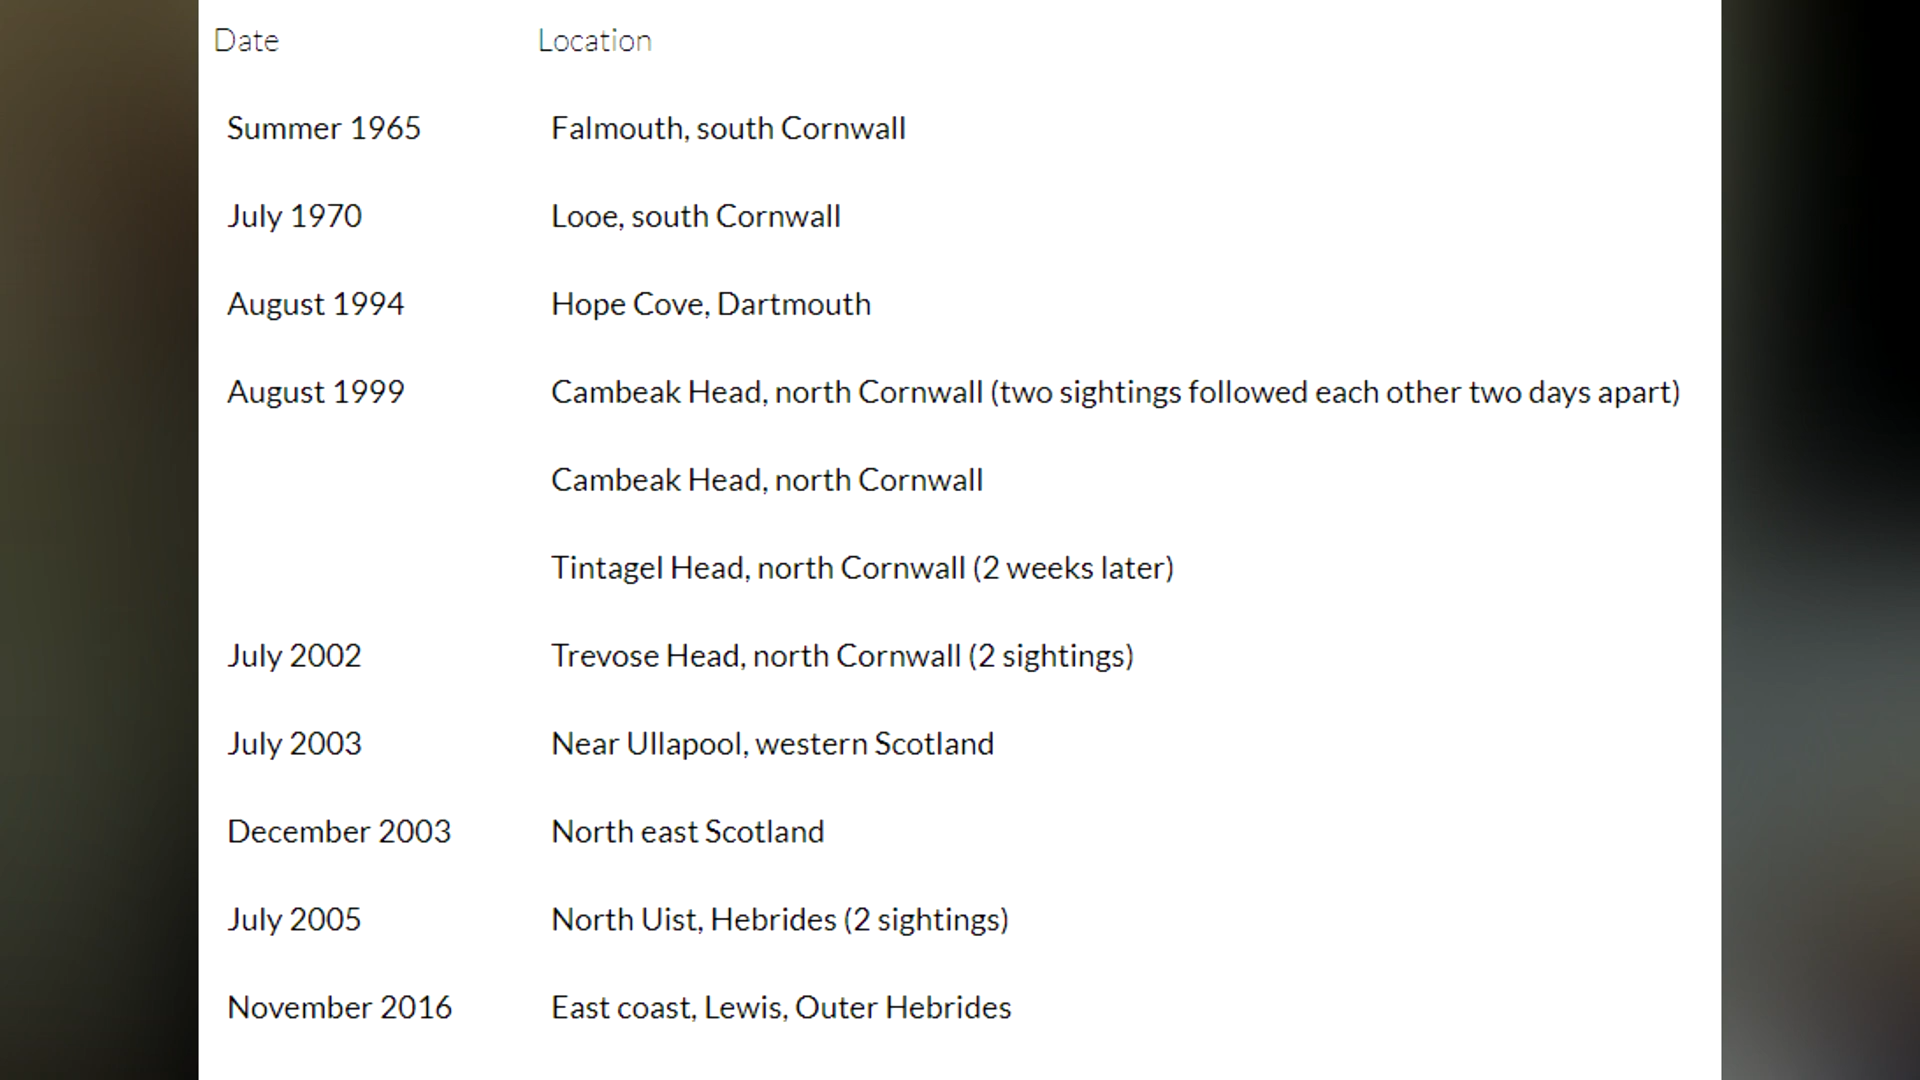 Date Location
Summer 1965 Falmouth, south Cornwall
July 1970 Looe, south Cornwall
August 1994 Hope Cove, Dartmouth
August 1999 Cambeak Head, north Cornwall (two sightings followed each other two days apart)
Cambeak Head, north Cornwall
Tintagel Head, north Cornwall (2 weeks later)
July 2002 Trevose Head, north Cornwall (2 sightings)
July 2003 Near Ullapool, western Scotland
December 2003 North east Scotland
July 2005 North Uist, Hebrides (2 sightings)
November 2016 East coast, Lewis, Outer Hebrides